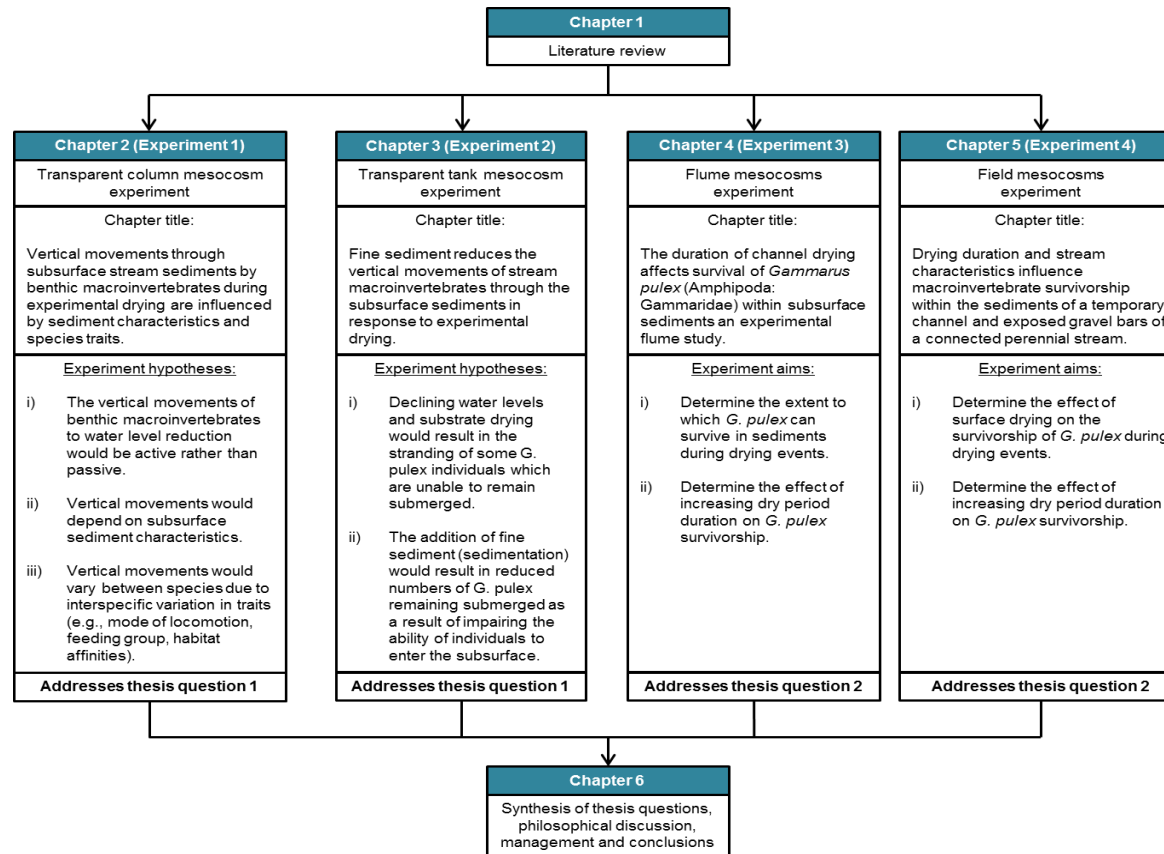 Chapter 1
Literature review
Chapter 2 (Experiment 1)
Transparent column mesocosm
experiment
Chapter title:
Vertical movements through
subsurface stream sediments by
benthic macroinvertebrates during
experimental drying are influenced
by sediment characteristics and
species traits.
Experiment hypotheses:
i) The vertical movements of
benthic macroinvertebrates
to water level reduction
would be active rather than
passive.
ii) Vertical movements would
depend on subsurface
sediment characteristics.
iii) Vertical movements would
vary between species due to
interspecific variation in traits
(e.g., mode of locomotion,
feeding group, habitat
affinities).
Addresses thesis question 1
Chapter 3 (Experiment 2)
Transparent tank mesocosm
experiment
Chapter title:
Fine sediment reduces the
vertical movements of stream
macroinvertebrates through the
subsurface sediments in
response to experimental
drying.
Experiment hypotheses:
i) Declining water levels
and substrate drying
would result in the
stranding of some G.
pulex individuals which
are unable to remain
submerged.
ii) The addition of fine
sediment (sedimentation)
would result in reduced
numbers of G. pulex
remaining submerged as
a result of impairing the
ability of individuals to
enter the subsurface.
Addresses thesis question 1
Chapter 4 (Experiment 3)
Flume mesocosms
experiment
Chapter title:
The duration of channel drying
affects survival of Gammarus
pulex (Amphipoda:
Gammaridae) within subsurface
sediments an experimental
flume study.
Experiment aims:
i) Determine the extent to
which G. pulex can
survive in sediments
during drying events.
ii) Determine the effect of
increasing dry period
duration on G. pulex
survivorship.
Addresses thesis question 2
Chapter 5 (Experiment 4)
Field mesocosms
experiment
Chapter title:
Drying duration and stream
characteristics influence
macroinvertebrate survivorship
within the sediments of a temporary
channel and exposed gravel bars of
a connected perennial stream.
Experiment aims:
i) Determine the effect of
surface drying on the
survivorship of G. pulex during
drying events.
ii) Determine the effect of
increasing dry period duration
on G. pulex survivorship.
Addresses thesis question 2
Chapter 6
Synthesis of thesis questions,
philosophical discussion,
management and conclusions